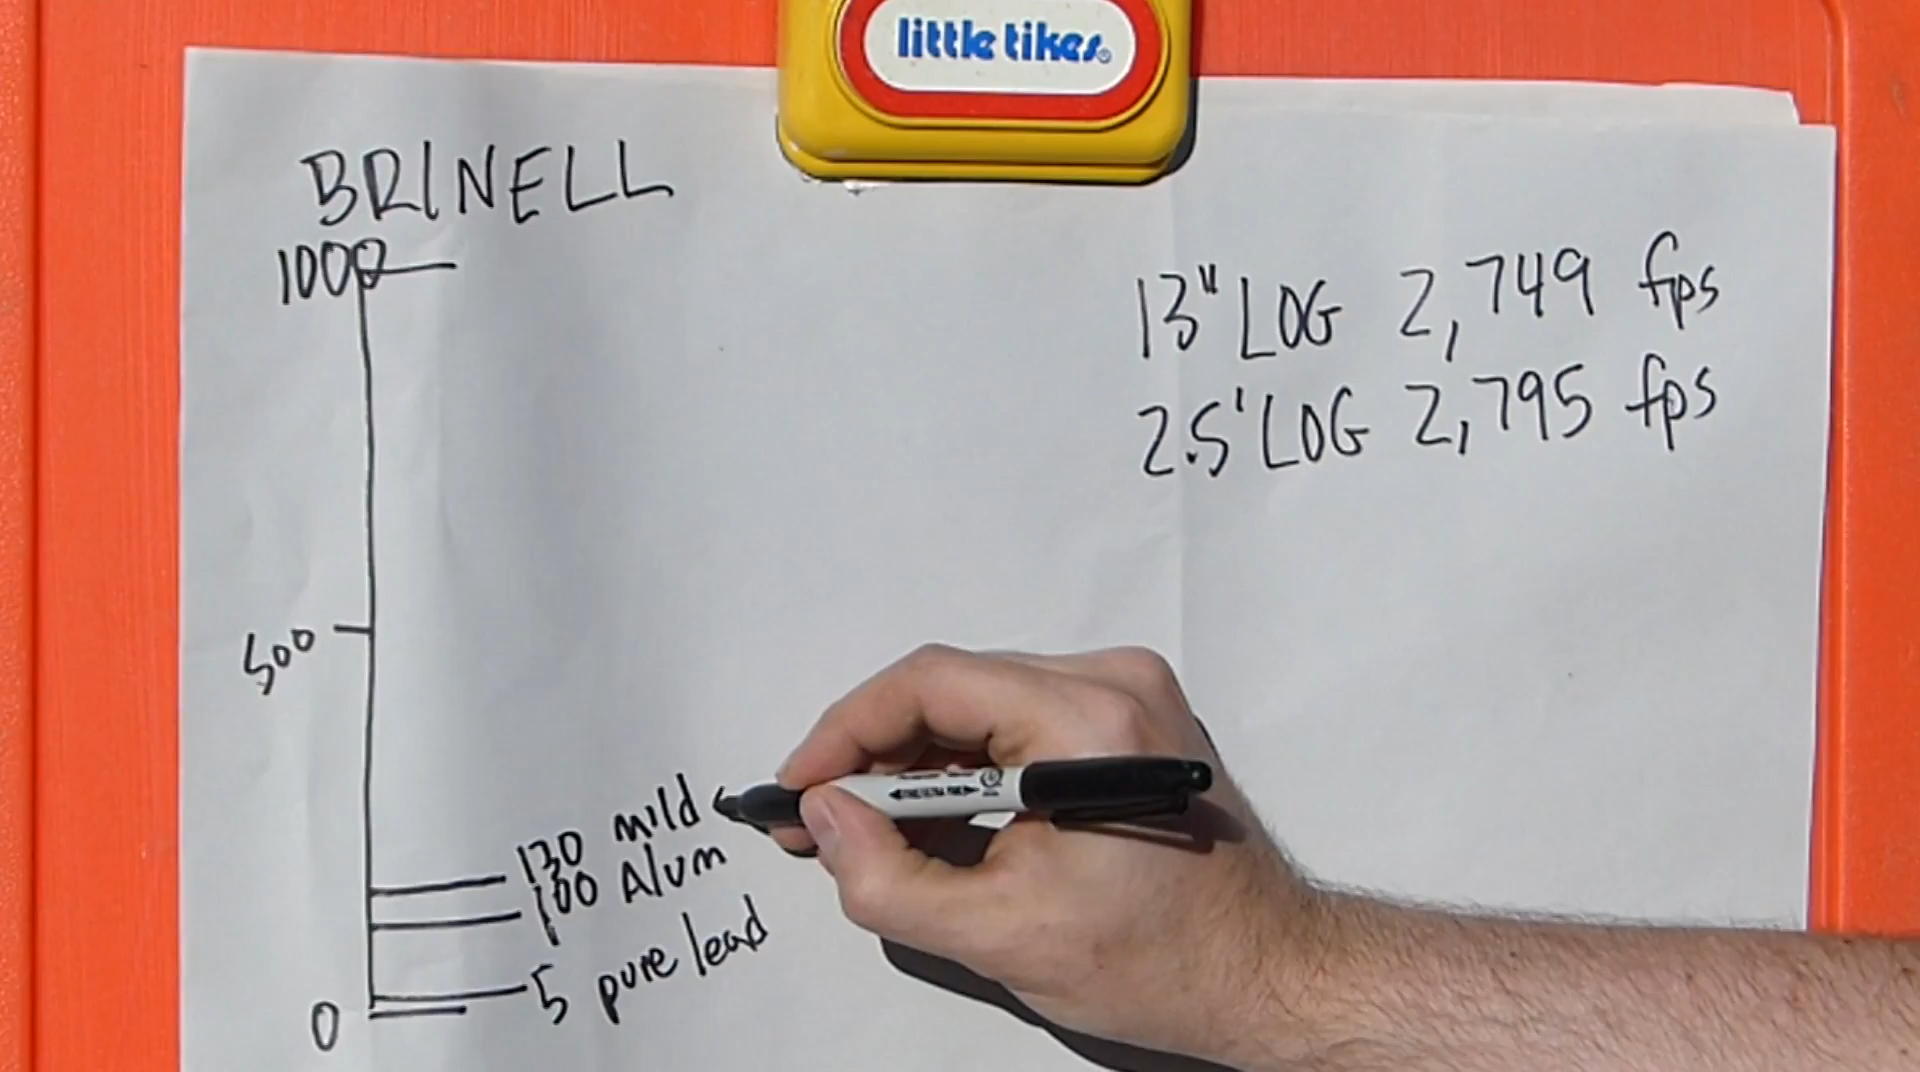 little tikes
BRINELL
1000
13" LOG 2,749 fps
2.5' LOG 2,795 fps
500
130 mild
100 Alum
5 pure lead
0